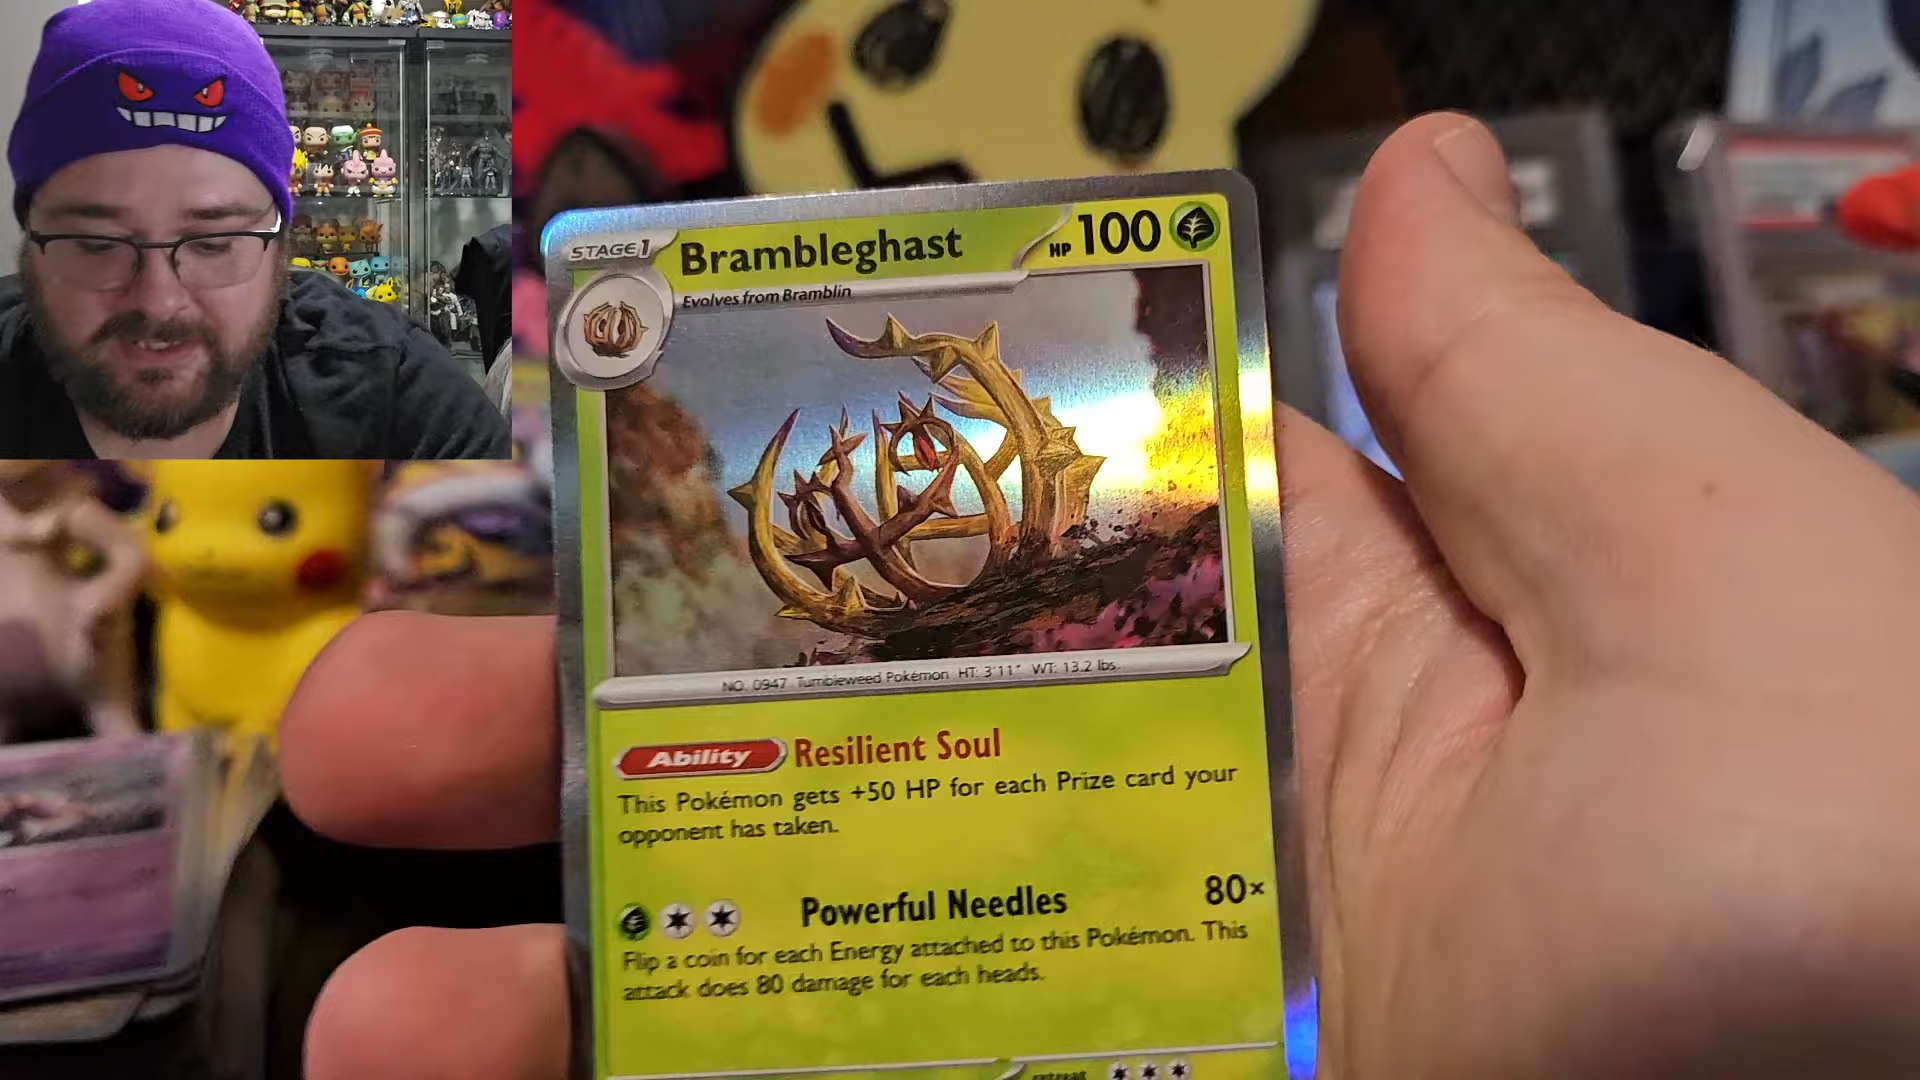 STAGE 1
Brambleghast
HP 100
Evolves from Bramblin
NO. 0947 Tumbleweed Pokémon HT: 3'11" WT: 13.2 lbs.
Ability Resilient Soul
This Pokémon gets +50 HP for each Prize card your
opponent has taken.
Powerful Needles 80×
Flip a coin for each Energy attached to this Pokémon. This
attack does 80 damage for each heads.
retreat